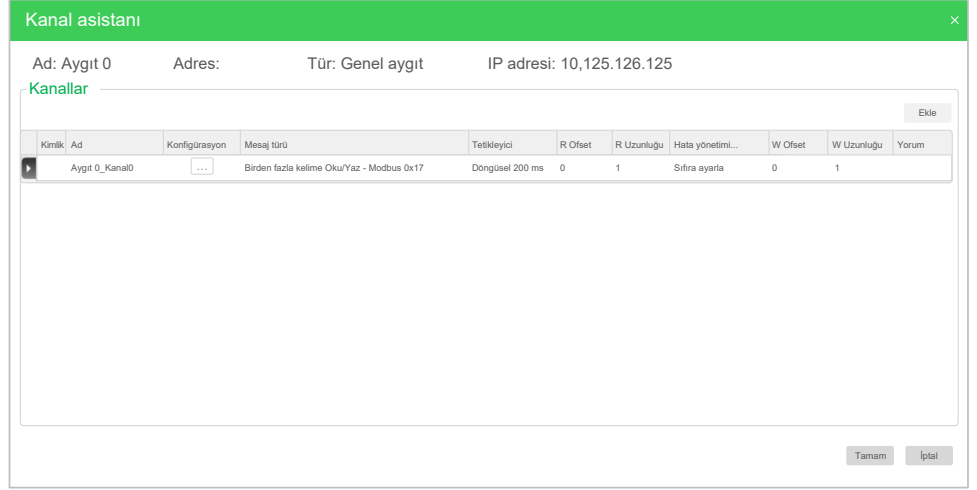 Kanal asistanı
Ad: Aygıt 0 Adres: Tür: Genel aygıt IP adresi: 10,125.126.125
Kanallar
Ekle
Kimlik Ad Konfigürasyon Mesaj türü Tetikleyici R Ofset R Uzunluğu Hata yönetimi... W Ofset W Uzunluğu Yorum
Aygıt 0_Kanal0 ... Birden fazla kelime Oku/Yaz - Modbus 0x17 Döngüsel 200 ms 0 1 Sıfıra ayarla 0 1
Tamam İptal